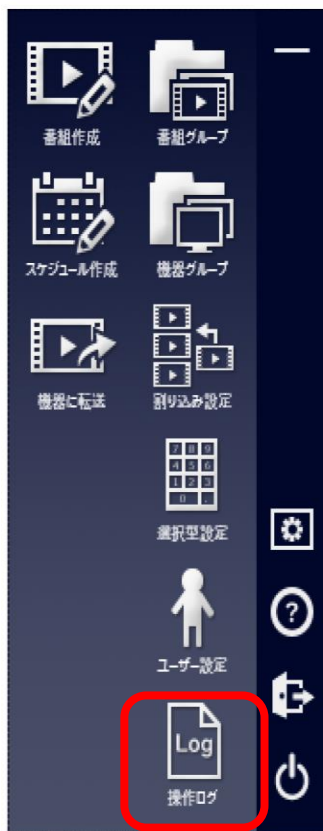 番組作成
番組グループ
スケジュール作成
機器グループ
機器に転送
割り込み設定
7 8 9
4 5 6
1 2 3
0 .
選択型設定
ユーザー設定
?
Log
操作ログ